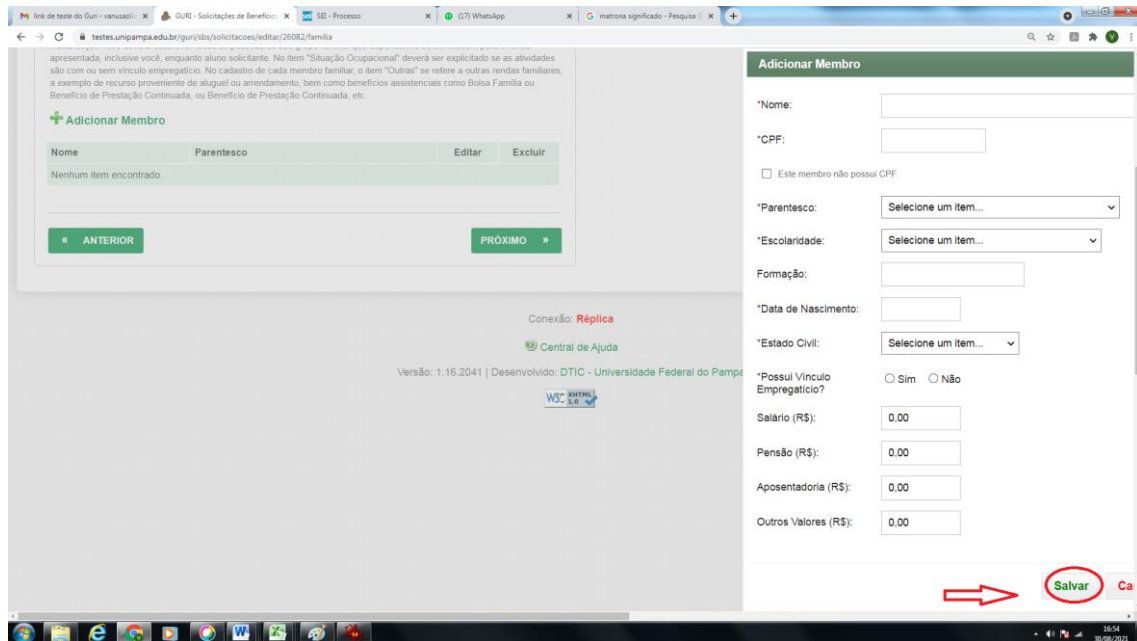 link de teste do Guri - vanusaoli
GURI - Solicitações de Benefícios
SEI - Processo
(17) WhatsApp
matrona significado - Pesquisa G
testes.unipampa.edu.br/guri/sbs/solicitacoes/editar/26082/familia
apresentada, inclusive você, enquanto aluno solicitante. No item "Situação Ocupacional" deverá ser explicitado se as atividades
são com ou sem vínculo empregatício. No cadastro de cada membro familiar, o item "Outras" se refere a outras rendas familiares,
a exemplo de recurso proveniente de aluguel ou arrendamento, bem como benefícios assistenciais como Bolsa Família ou
Benefício de Prestação Continuada, ou Benefício de Prestação Continuada, etc.
Adicionar Membro
Nome Parentesco Editar Excluir
Nenhum item encontrado.
« ANTERIOR
PRÓXIMO »
Conexão: Réplica
Central de Ajuda
Versão: 1.16.2041 | Desenvolvido: DTIC - Universidade Federal do Pampa
W3C XHTML 1.0
Adicionar Membro
*Nome:
*CPF:
Este membro não possui CPF.
*Parentesco: Selecione um item...
*Escolaridade: Selecione um item...
Formação:
*Data de Nascimento:
*Estado Civil: Selecione um item...
*Possui Vínculo
Empregatício?
Sim Não
Salário (R$): 0,00
Pensão (R$): 0,00
Aposentadoria (R$): 0,00
Outros Valores (R$): 0,00
Salvar Ca
16:54
30/08/2021